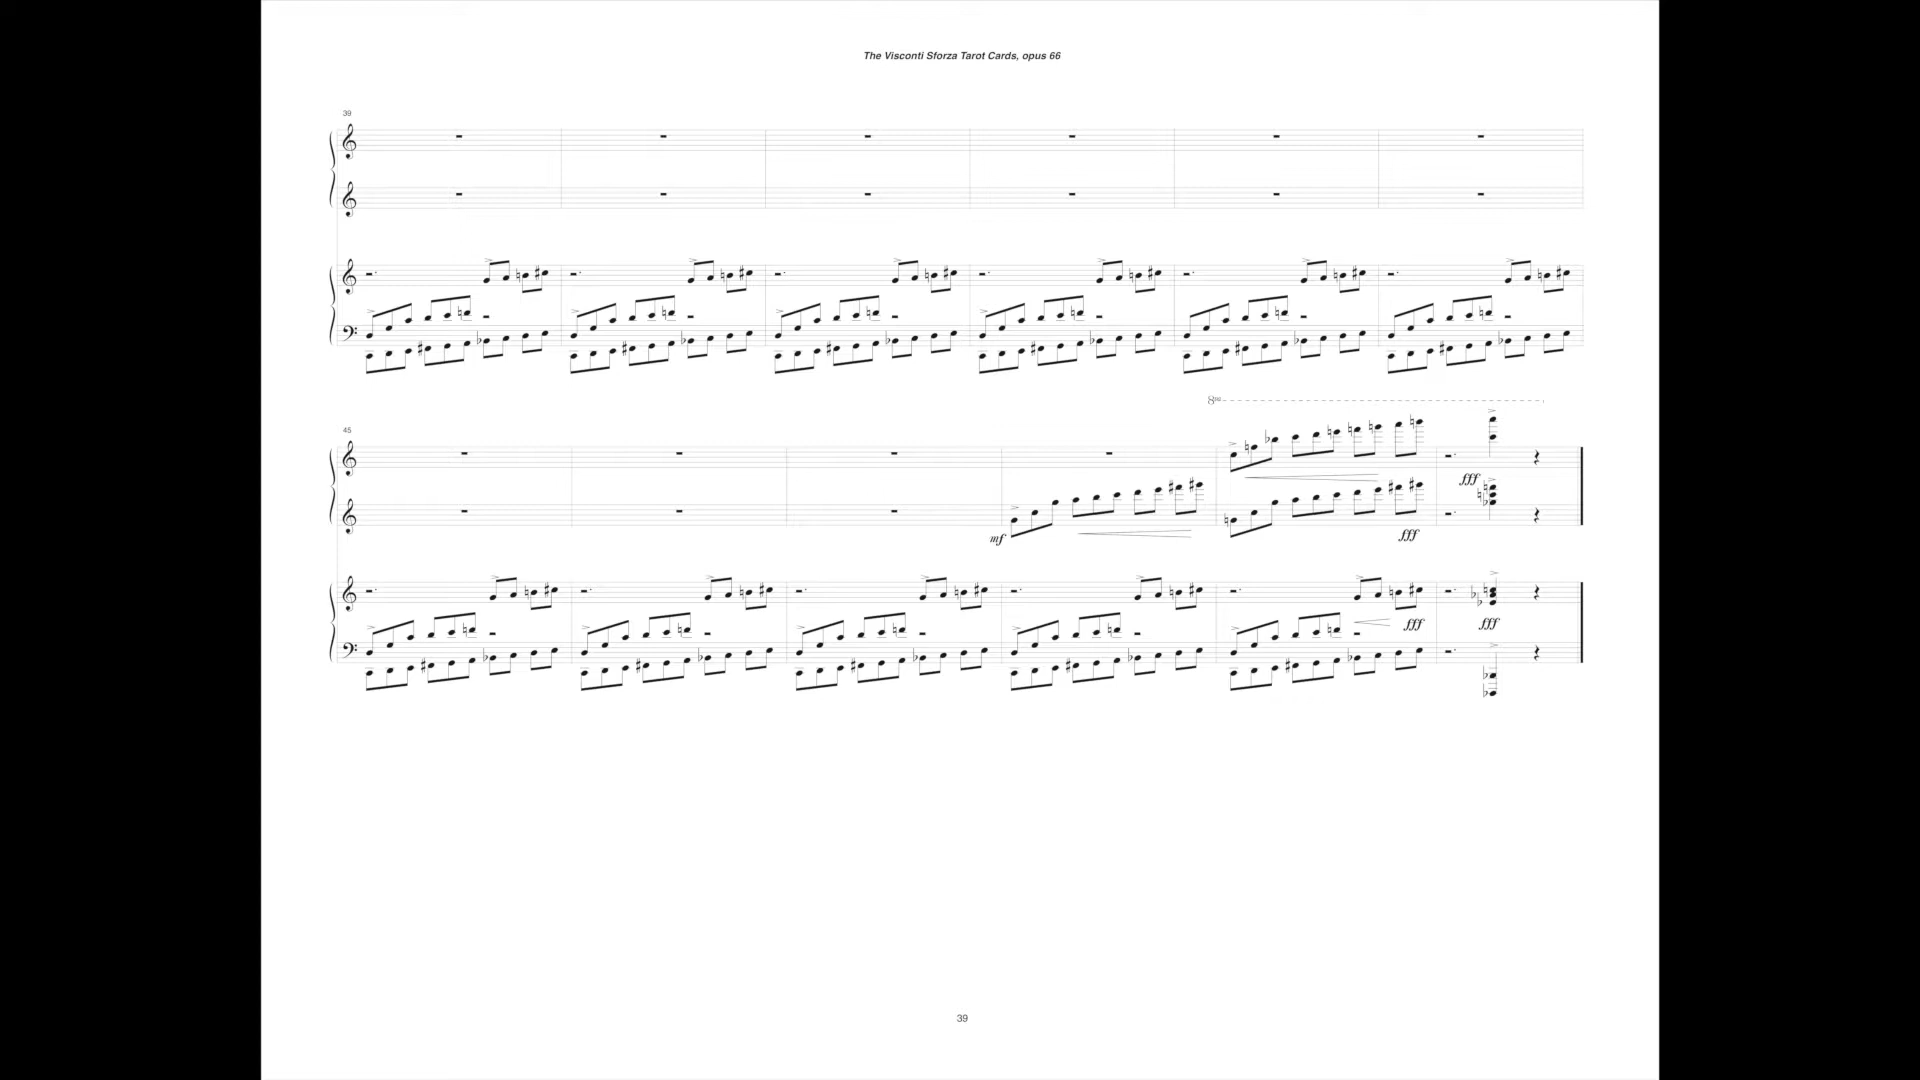 The Visconti Sforza Tarot Cards, opus 66
39
45
8va
mf
fff
fff
fff
fff
39